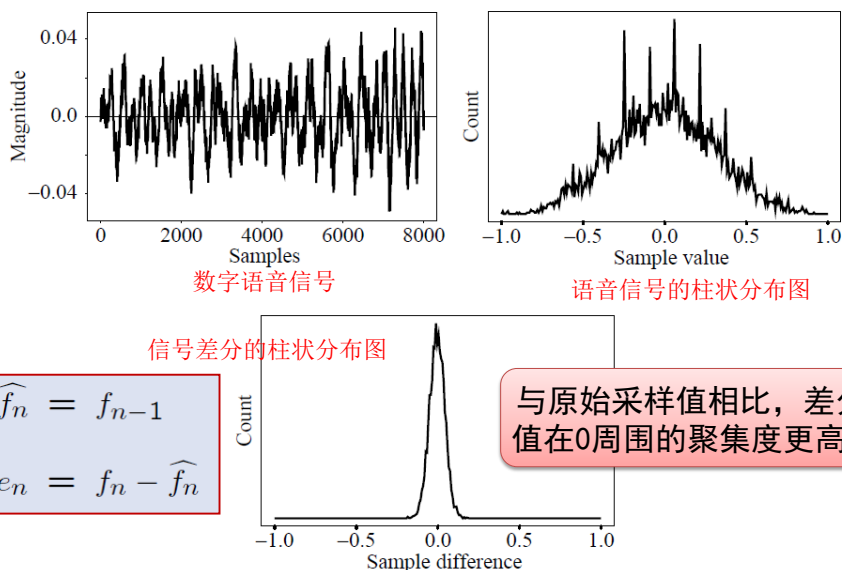 Magnitude
0.04
0.0
−0.04
0 2000 4000 6000 8000
Samples
数字语音信号
Count
−1.0 −0.5 0.0 0.5 1.0
Sample value
语音信号的柱状分布图
信号差分的柱状分布图
f̂n = fn−1
en = fn − f̂n
Count
−1.0 −0.5 0.0 0.5 1.0
Sample difference
与原始采样值相比，差分
值在0周围的聚集度更高